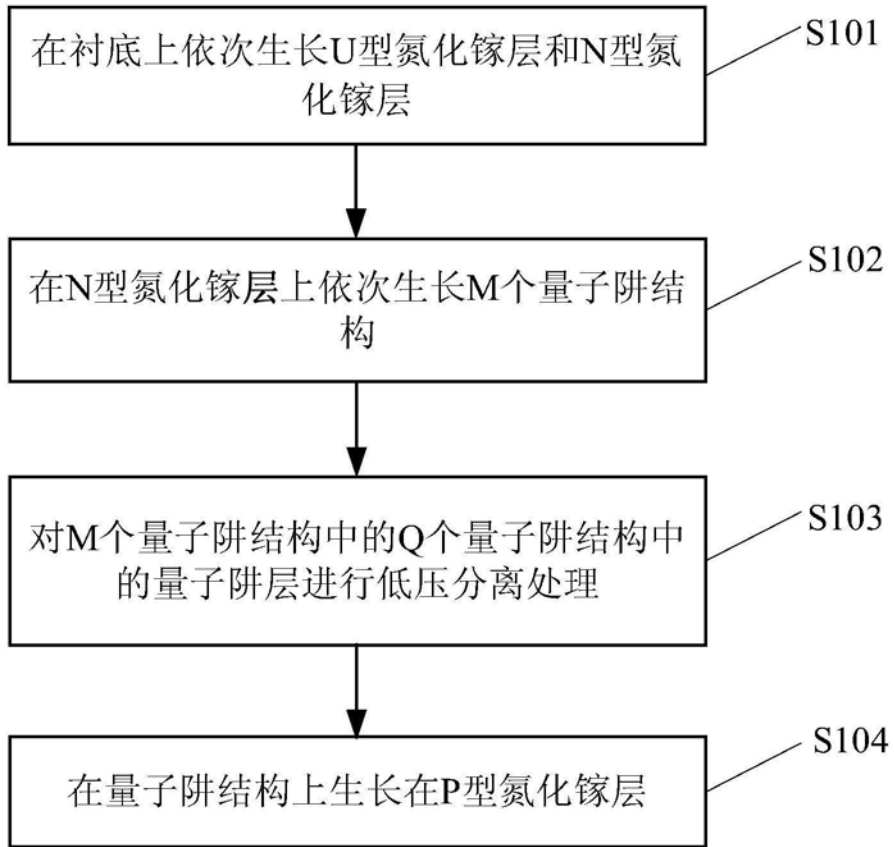 在衬底上依次生长U型氮化镓层和N型氮
化镓层
S101
在N型氮化镓层上依次生长M个量子阱结
构
S102
对M个量子阱结构中的Q个量子阱结构中
的量子阱层进行低压分离处理
S103
在量子阱结构上生长在P型氮化镓层
S104